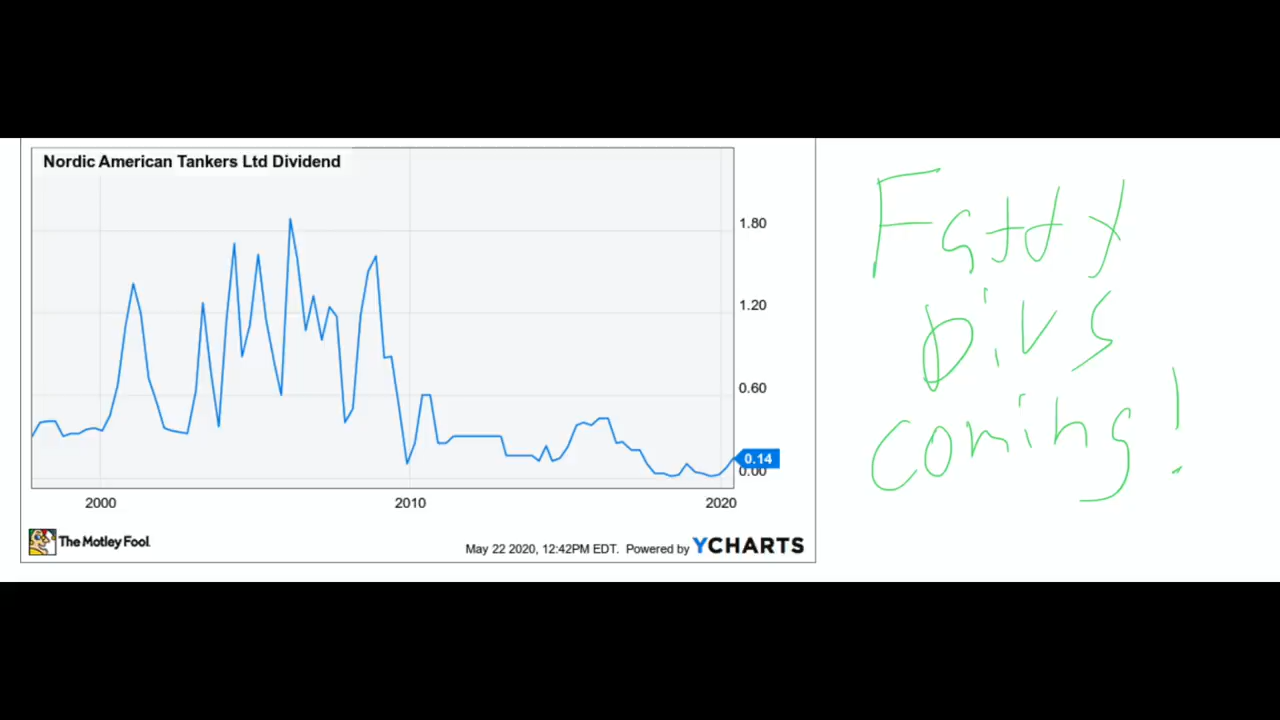 Nordic American Tankers Ltd Dividend
1.80
1.20
0.60
0.14
0.00
2000 2010 2020
The Motley Fool
May 22 2020, 12:42PM EDT. Powered by YCHARTS
Fatty
Divs
coming!